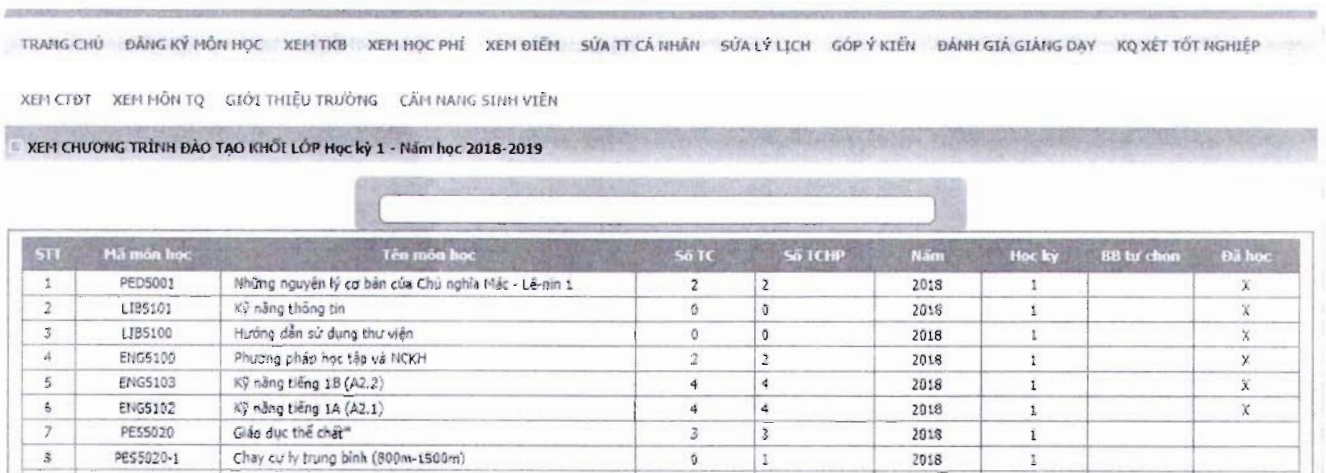 TRANG CHỦ ĐĂNG KÝ MÔN HỌC XEM TKB XEM HỌC PHÍ XEM ĐIỂM SỬA TT CÁ NHÂN SỬA LÝ LỊCH GÓP Ý KIẾN ĐÁNH GIÁ GIẢNG DẠY KQ XÉT TỐT NGHIỆP
XEM CTĐT XEM MÔN TQ GIỚI THIỆU TRƯỜNG CẨM NANG SINH VIÊN
XEM CHƯƠNG TRÌNH ĐÀO TẠO KHỐI LỚP Học kỳ 1 - Năm học 2018-2019
STT Mã môn học Tên môn học Số TC Số TCHP Năm Học kỳ BB tự chọn Đã học
1 PED5001 Những nguyên lý cơ bản của Chủ nghĩa Mác - Lê-nin 1 2 2 2018 1 X
2 LIB5101 Kỹ năng thông tin 0 0 2018 1 X
3 LIB5100 Hướng dẫn sử dụng thư viện 0 0 2018 1 X
4 ENG5100 Phương pháp học tập và NCKH 2 2 2018 1 X
5 ENG5103 Kỹ năng tiếng 1B (A2.2) 4 4 2018 1 X
6 ENG5102 Kỹ năng tiếng 1A (A2.1) 4 4 2018 1 X
7 PES5020 Giáo dục thể chất* 3 3 2018 1
8 PES5020-1 Chạy cự ly trung bình (800m-1500m) 0 1 2018 1